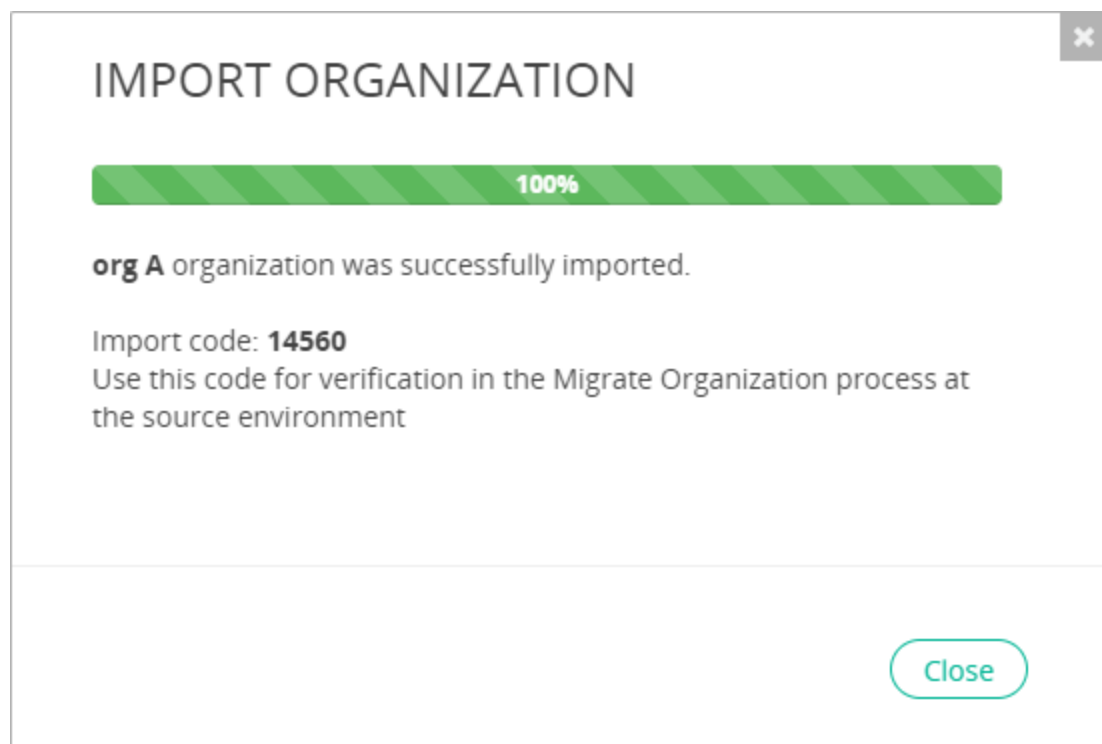 IMPORT ORGANIZATION
100%
org A organization was successfully imported.
Import code: 14560
Use this code for verification in the Migrate Organization process at
the source environment
Close